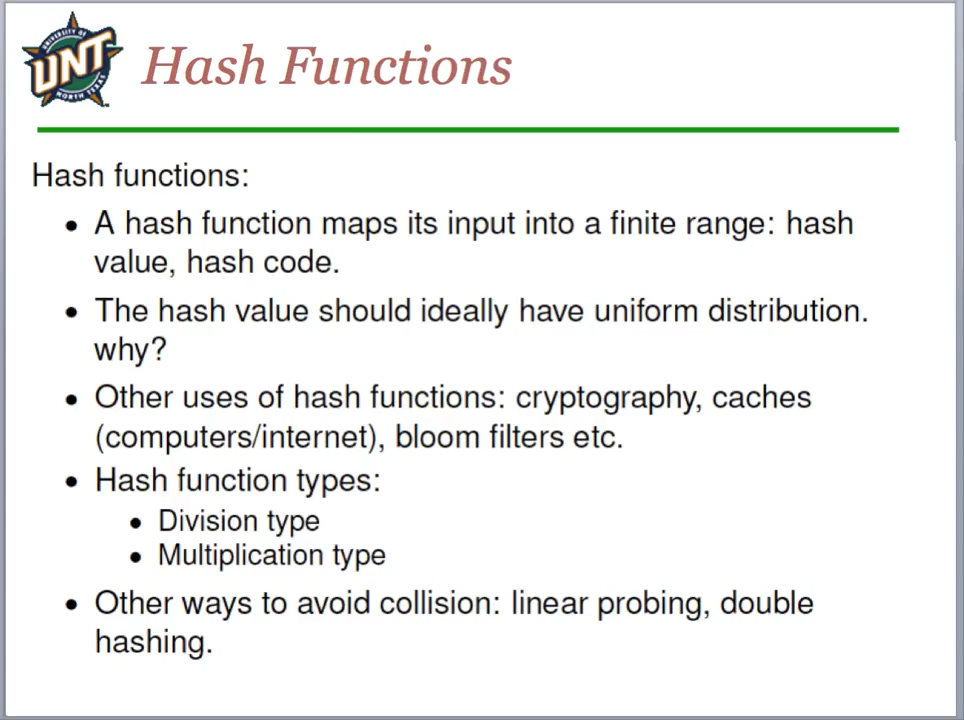 UNIVERSITY OF
UNT
NORTH TEXAS
Hash Functions
Hash functions:
• A hash function maps its input into a finite range: hash
value, hash code.
• The hash value should ideally have uniform distribution.
why?
• Other uses of hash functions: cryptography, caches
(computers/internet), bloom filters etc.
• Hash function types:
• Division type
• Multiplication type
• Other ways to avoid collision: linear probing, double
hashing.